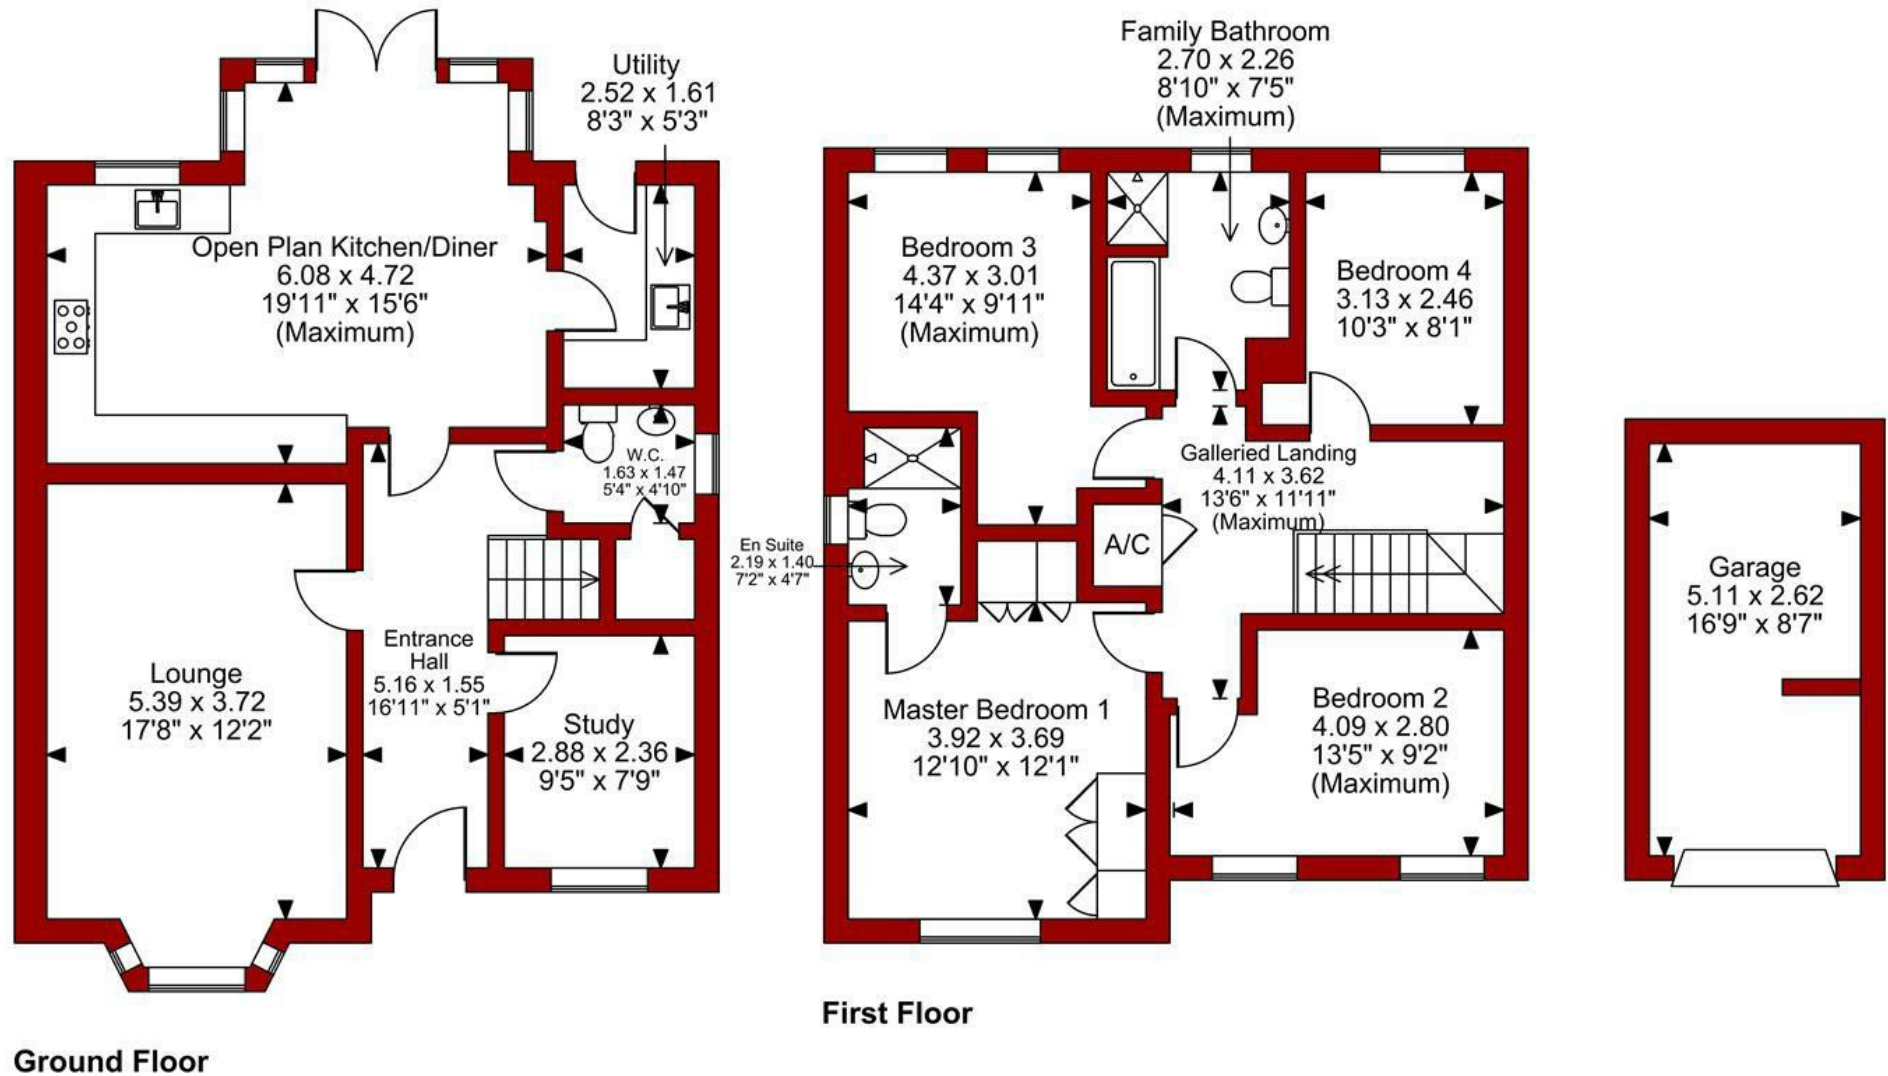 Utility
2.52 x 1.61
8'3" x 5'3"
Open Plan Kitchen/Diner
6.08 x 4.72
19'11" x 15'6"
(Maximum)
W.C.
1.63 x 1.47
5'4" x 4'10"
Entrance
Hall
5.16 x 1.55
16'11" x 5'1"
Lounge
5.39 x 3.72
17'8" x 12'2"
Study
2.88 x 2.36
9'5" x 7'9"
Ground Floor
Family Bathroom
2.70 x 2.26
8'10" x 7'5"
(Maximum)
Bedroom 3
4.37 x 3.01
14'4" x 9'11"
(Maximum)
Bedroom 4
3.13 x 2.46
10'3" x 8'1"
Galleried Landing
4.11 x 3.62
13'6" x 11'11"
(Maximum)
A/C
En Suite
2.19 x 1.40
7'2" x 4'7"
Master Bedroom 1
3.92 x 3.69
12'10" x 12'1"
Bedroom 2
4.09 x 2.80
13'5" x 9'2"
(Maximum)
First Floor
Garage
5.11 x 2.62
16'9" x 8'7"